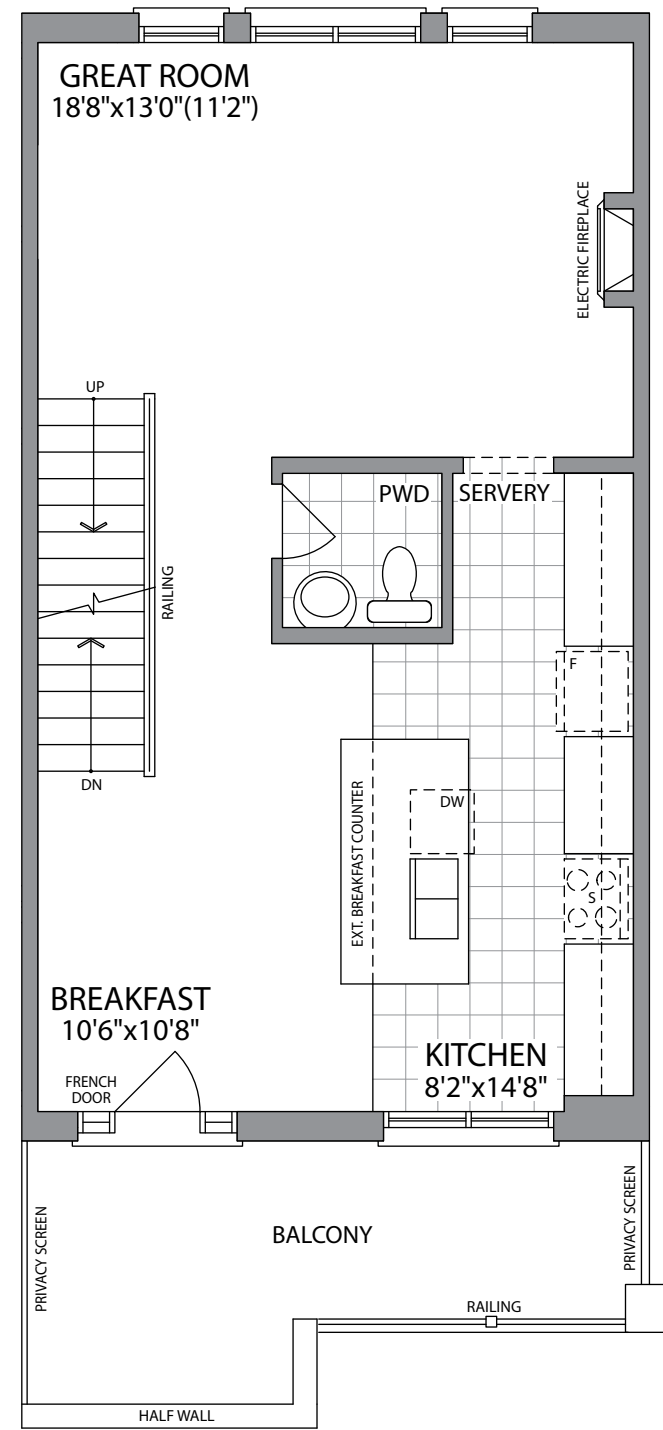 GREAT ROOM
18'8"x13'0"(11'2")
ELECTRIC FIREPLACE
UP
PWD
SERVERY
RAILING
F
DN
DW
EXT. BREAKFAST COUNTER
S
BREAKFAST
10'6"x10'8"
KITCHEN
8'2"x14'8"
FRENCH
DOOR
PRIVACY SCREEN
BALCONY
PRIVACY SCREEN
RAILING
HALF WALL